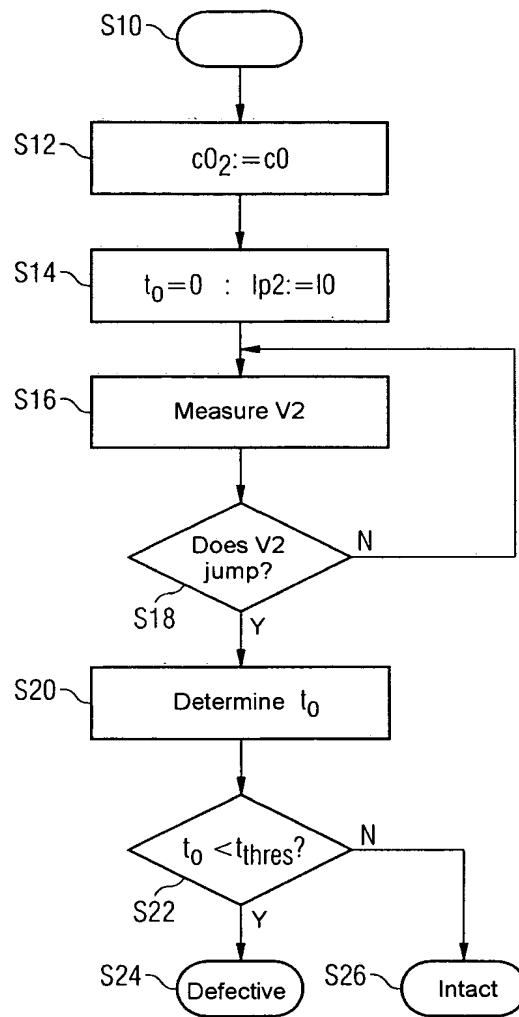 S10
S12
cO₂:=c0
S14
t₀=0 : Ip2:=I0
S16
Measure V2
Does V2
jump?
N
S18
Y
S20
Determine t₀
t₀ <t_thres?
N
S22
Y
S24
Defective
S26
Intact